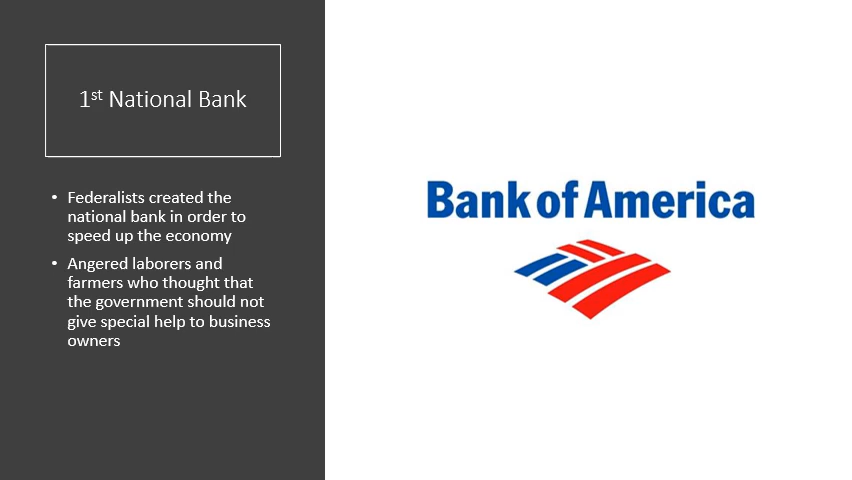 1st National Bank
• Federalists created the
national bank in order to
speed up the economy
• Angered laborers and
farmers who thought that
the government should not
give special help to business
owners
Bank of America